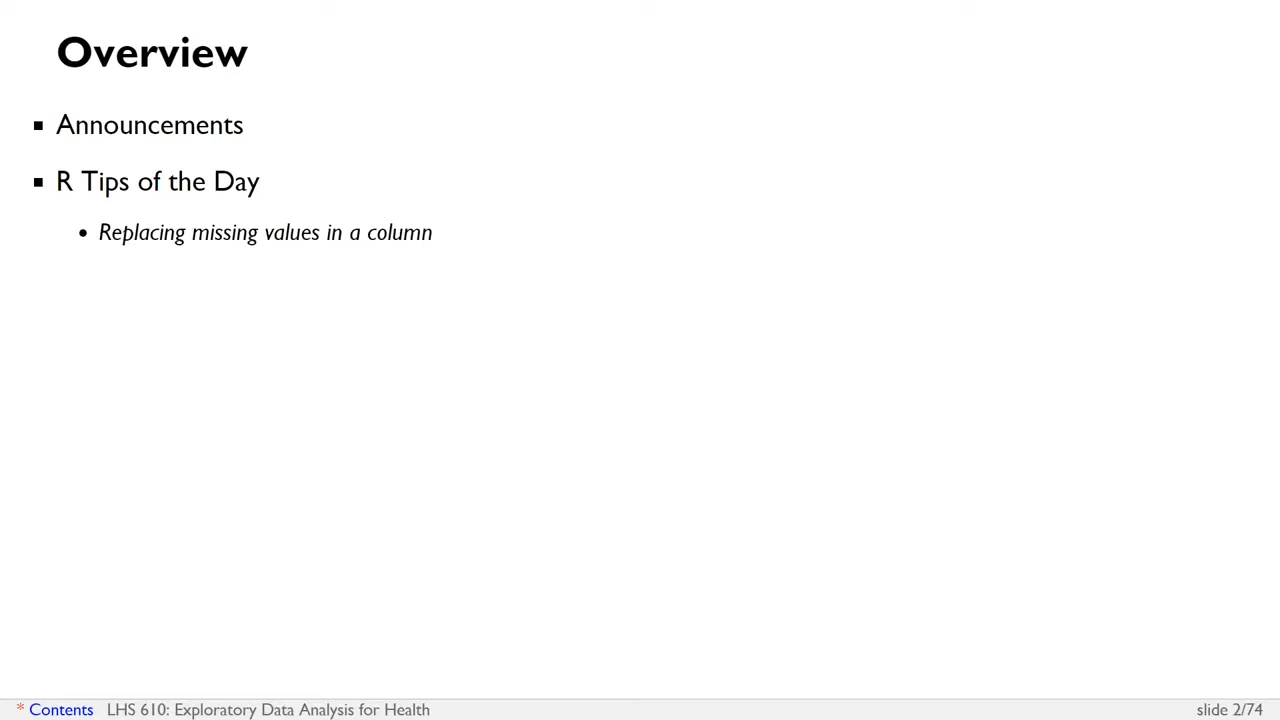 Overview
Announcements
R Tips of the Day
Replacing missing values in a column
* Contents LHS 610: Exploratory Data Analysis for Health slide 2/74